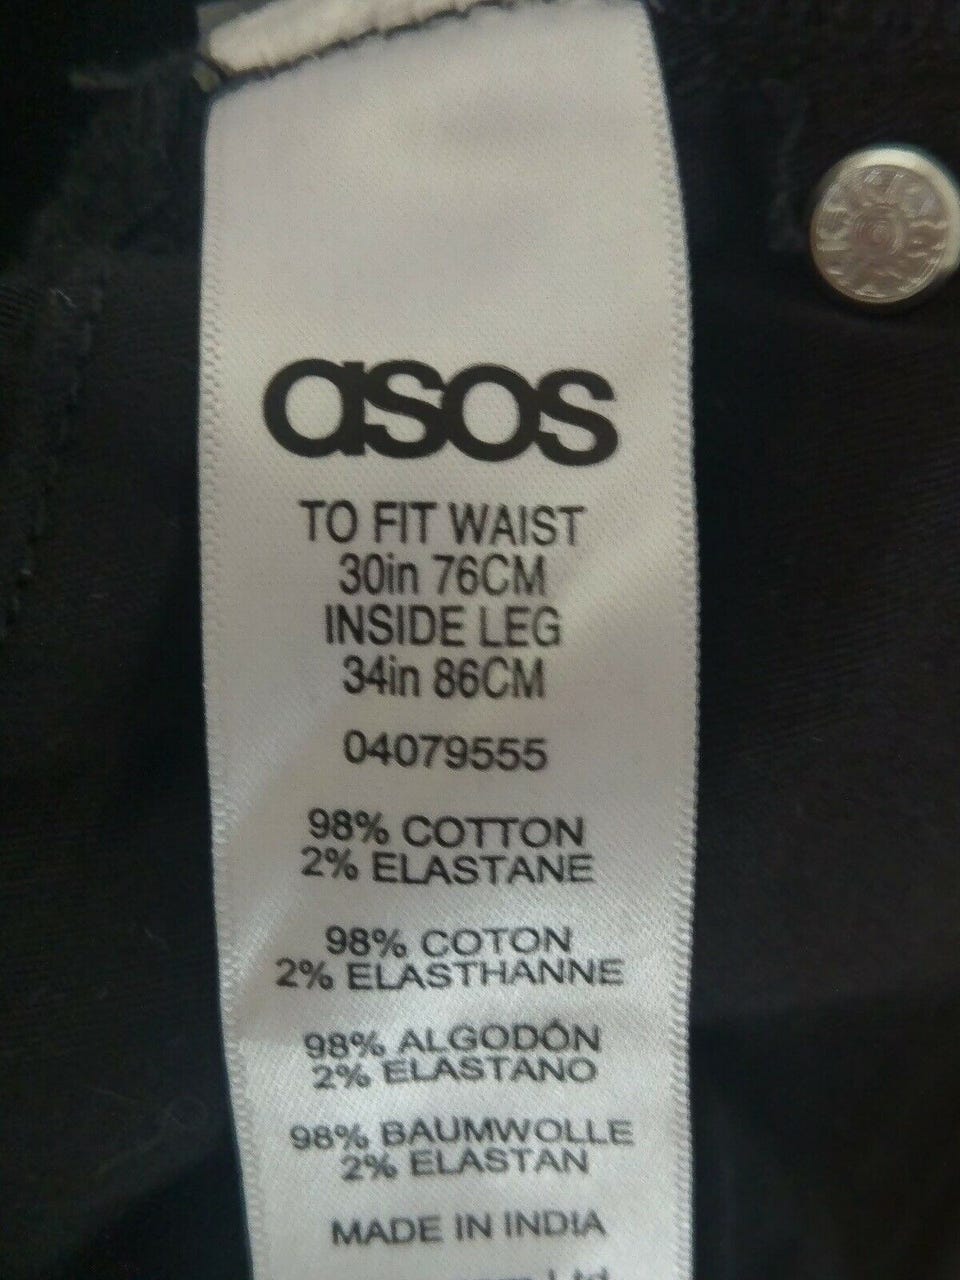 asos
TO FIT WAIST
30in 76CM
INSIDE LEG
34in 86CM
04079555
98% COTTON
2% ELASTANE
98% COTON
2% ELASTHANNE
98% ALGODÓN
2% ELASTANO
98% BAUMWOLLE
2% ELASTAN
MADE IN INDIA
Ltd